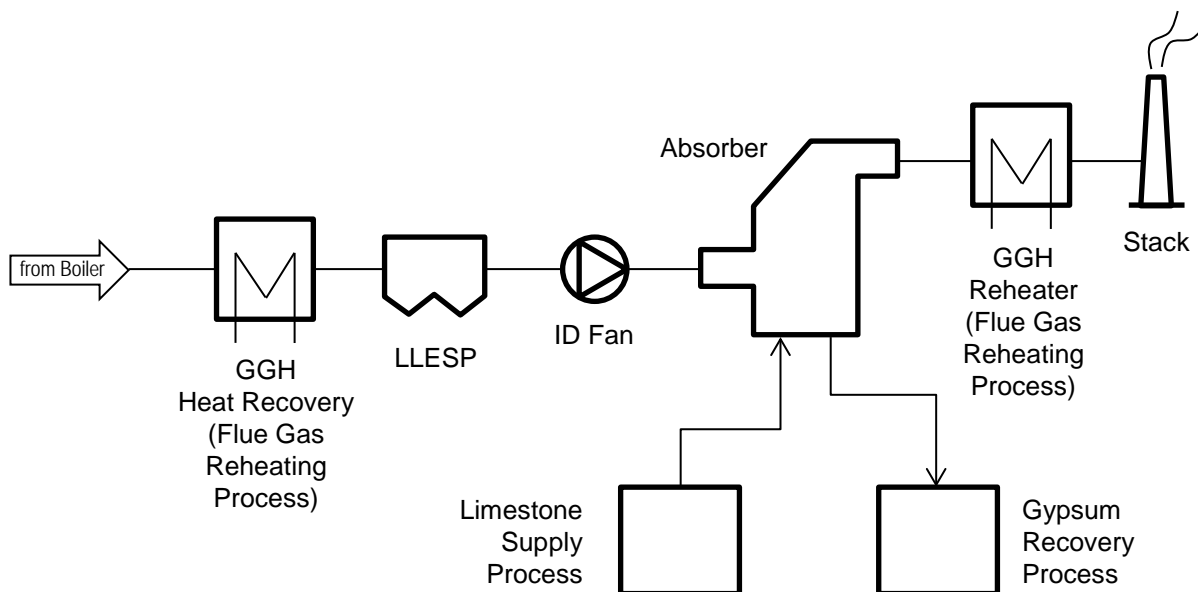 Absorber
Stack
from Boiler
GGH
Reheater
(Flue Gas
Reheating
Process)
ID Fan
LLESP
GGH
Heat Recovery
(Flue Gas
Reheating
Process)
Limestone
Supply
Process
Gypsum
Recovery
Process